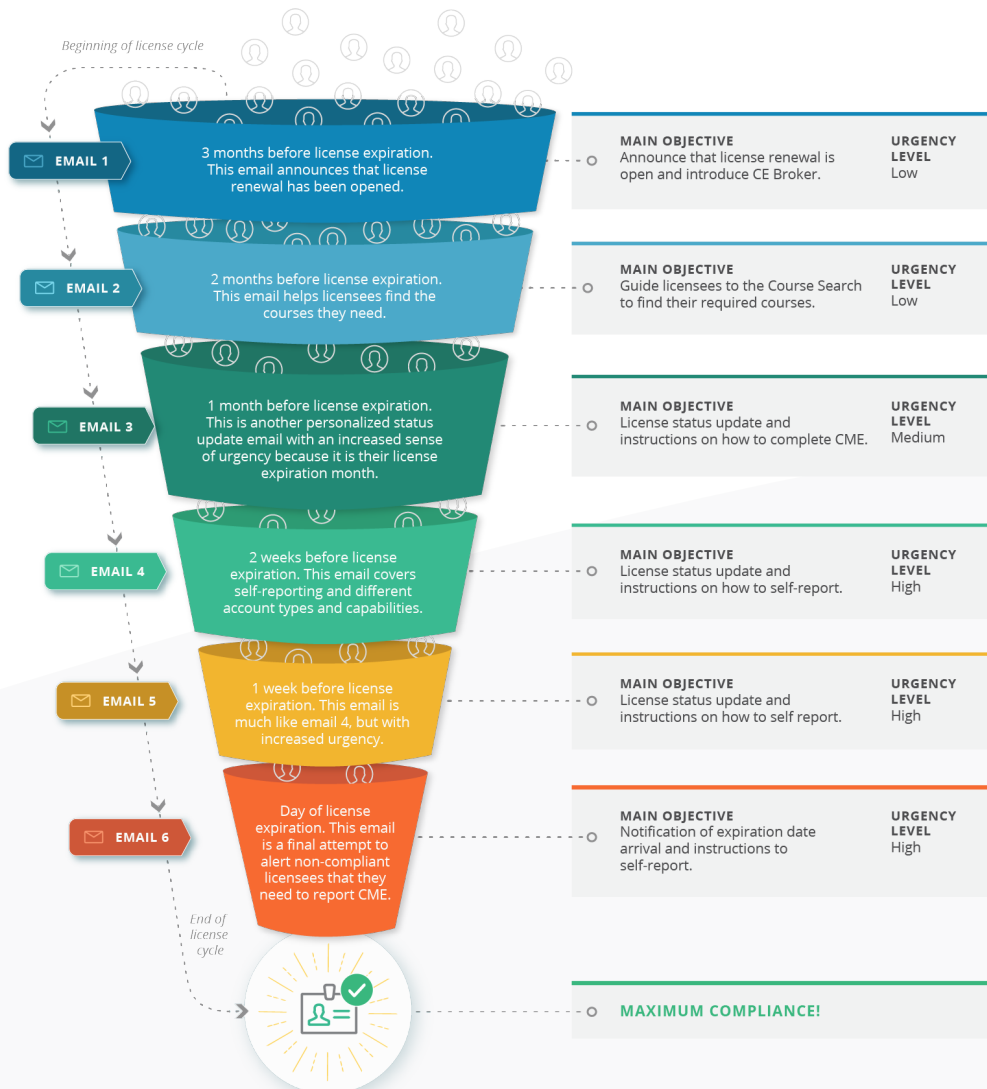 Beginning of license cycle
EMAIL 1
3 months before license expiration.
This email announces that license
renewal has been opened.
MAIN OBJECTIVE
Announce that license renewal is
open and introduce CE Broker.
URGENCY
LEVEL
Low
EMAIL 2
2 months before license expiration.
This email helps licensees find the
courses they need.
MAIN OBJECTIVE
Guide licensees to the Course Search
to find their required courses.
URGENCY
LEVEL
Low
EMAIL 3
1 month before license expiration.
This is another personalized status
update email with an increased sense
of urgency because it is their license
expiration month.
MAIN OBJECTIVE
License status update and
instructions on how to complete CME.
URGENCY
LEVEL
Medium
EMAIL 4
2 weeks before license
expiration. This email covers
self-reporting and different
account types and capabilities.
MAIN OBJECTIVE
License status update and
instructions on how to self-report.
URGENCY
LEVEL
High
EMAIL 5
1 week before license
expiration. This email is
much like email 4, but with
increased urgency.
MAIN OBJECTIVE
License status update and
instructions on how to self report.
URGENCY
LEVEL
High
EMAIL 6
Day of license
expiration. This email
is a final attempt to
alert non-compliant
licensees that they
need to report CME.
MAIN OBJECTIVE
Notification of expiration date
arrival and instructions to
self-report.
URGENCY
LEVEL
High
End of
license
cycle
MAXIMUM COMPLIANCE!